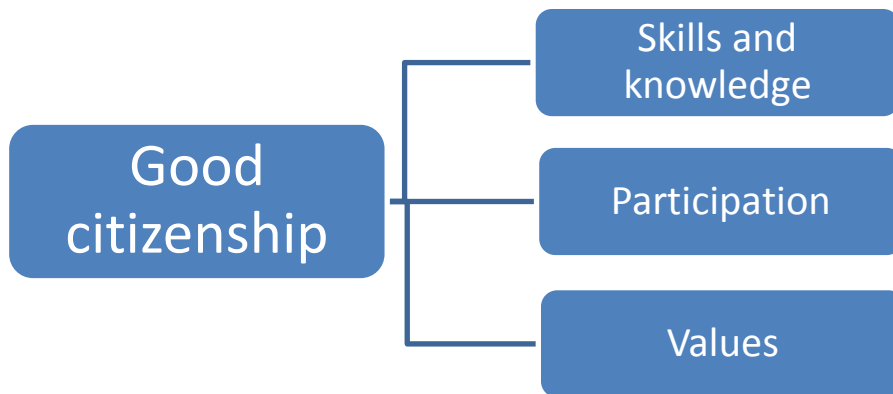 Skills and
knowledge
Good
citizenship
Participation
Values